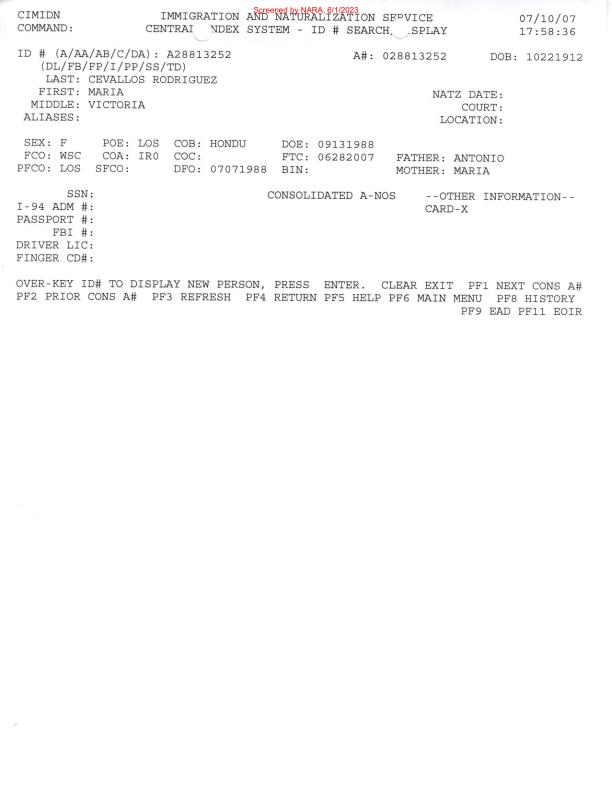 Screened by NARA, 6/1/2023
CIMIDN IMMIGRATION AND NATURALIZATION SERVICE 07/10/07
COMMAND: CENTRAL INDEX SYSTEM - ID # SEARCH, SPLAY 17:58:36
ID # (A/AA/AB/C/DA): A28813252 A#: 028813252 DOB: 10221912
(DL/FB/FP/I/PP/SS/TD)
LAST: CEVALLOS RODRIGUEZ
FIRST: MARIA NATZ DATE:
MIDDLE: VICTORIA COURT:
ALIASES: LOCATION:
SEX: F POE: LOS COB: HONDU DOE: 09131988
FCO: WSC COA: IR0 COC: FTC: 06282007 FATHER: ANTONIO
PFCO: LOS SFCO: DFO: 07071988 BIN: MOTHER: MARIA
SSN: CONSOLIDATED A-NOS --OTHER INFORMATION--
I-94 ADM #: CARD-X
PASSPORT #:
FBI #:
DRIVER LIC:
FINGER CD#:
OVER-KEY ID# TO DISPLAY NEW PERSON, PRESS ENTER. CLEAR EXIT PF1 NEXT CONS A#
PF2 PRIOR CONS A# PF3 REFRESH PF4 RETURN PF5 HELP PF6 MAIN MENU PF8 HISTORY
PF9 EAD PF11 EOIR